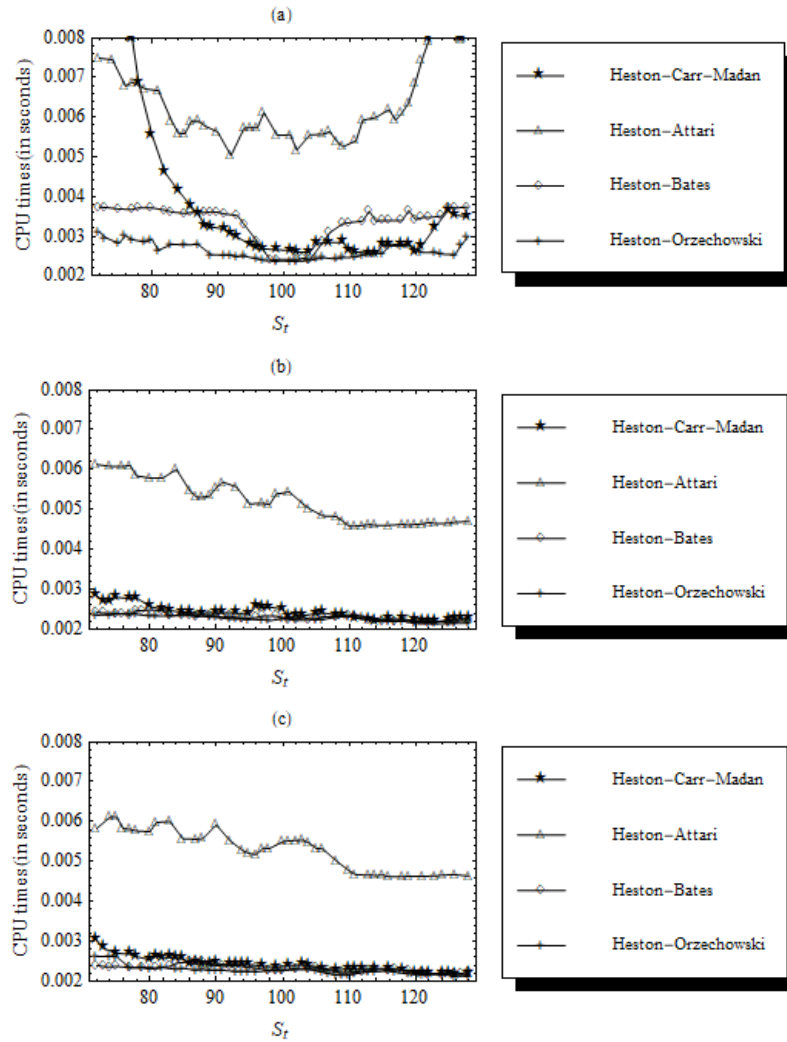 (a)
CPU times (in seconds)
0.008
0.007
0.006
0.005
0.004
0.003
0.002
80 90 100 110 120
St
Heston-Carr-Madan
Heston-Attari
Heston-Bates
Heston-Orzechowski
(b)
CPU times (in seconds)
0.008
0.007
0.006
0.005
0.004
0.003
0.002
80 90 100 110 120
St
Heston-Carr-Madan
Heston-Attari
Heston-Bates
Heston-Orzechowski
(c)
CPU times (in seconds)
0.008
0.007
0.006
0.005
0.004
0.003
0.002
80 90 100 110 120
St
Heston-Carr-Madan
Heston-Attari
Heston-Bates
Heston-Orzechowski